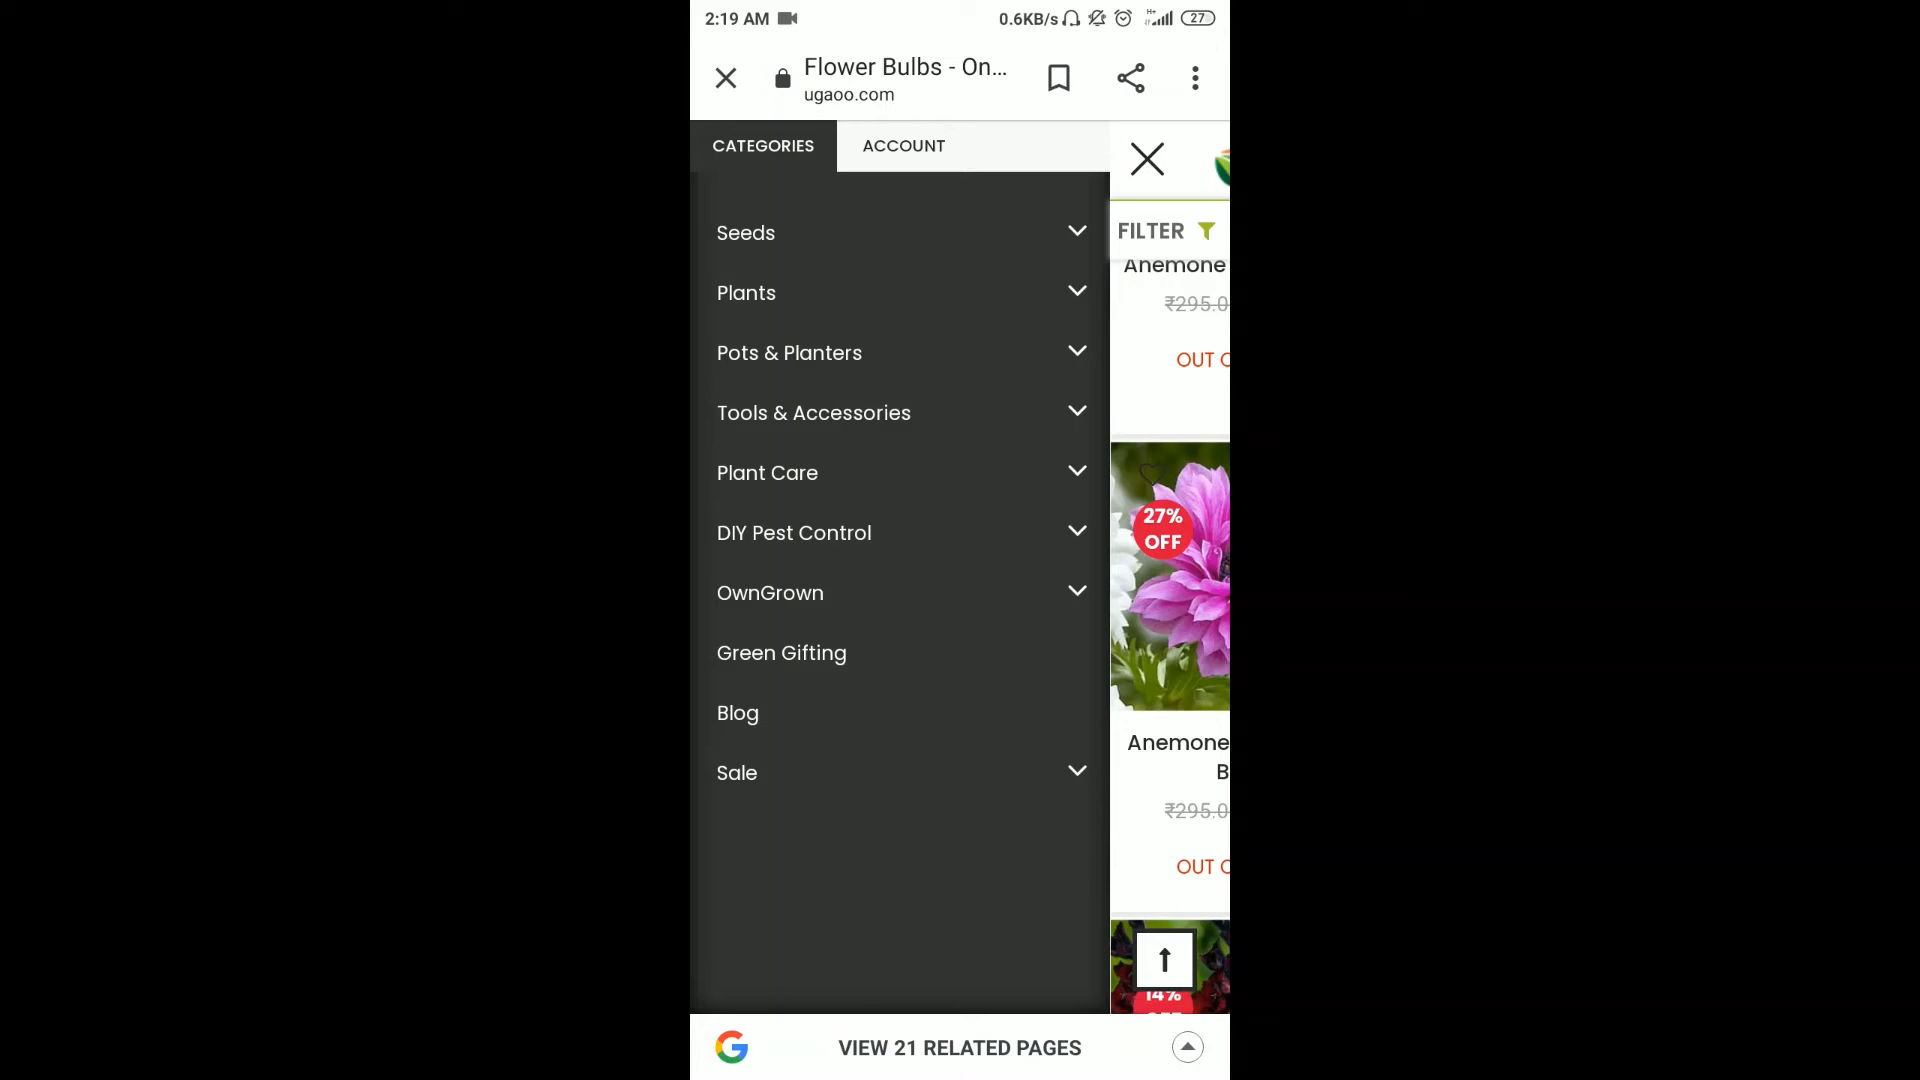 2:19 AM
0.6KB/s
H+
27
Flower Bulbs - On...
ugaoo.com
CATEGORIES
ACCOUNT
Seeds
Plants
Pots & Planters
Tools & Accessories
Plant Care
DIY Pest Control
OwnGrown
Green Gifting
Blog
Sale
FILTER
Anemone
₹295.0
OUT
27%
OFF
Anemone
B
₹295.0
OUT
14%
VIEW 21 RELATED PAGES